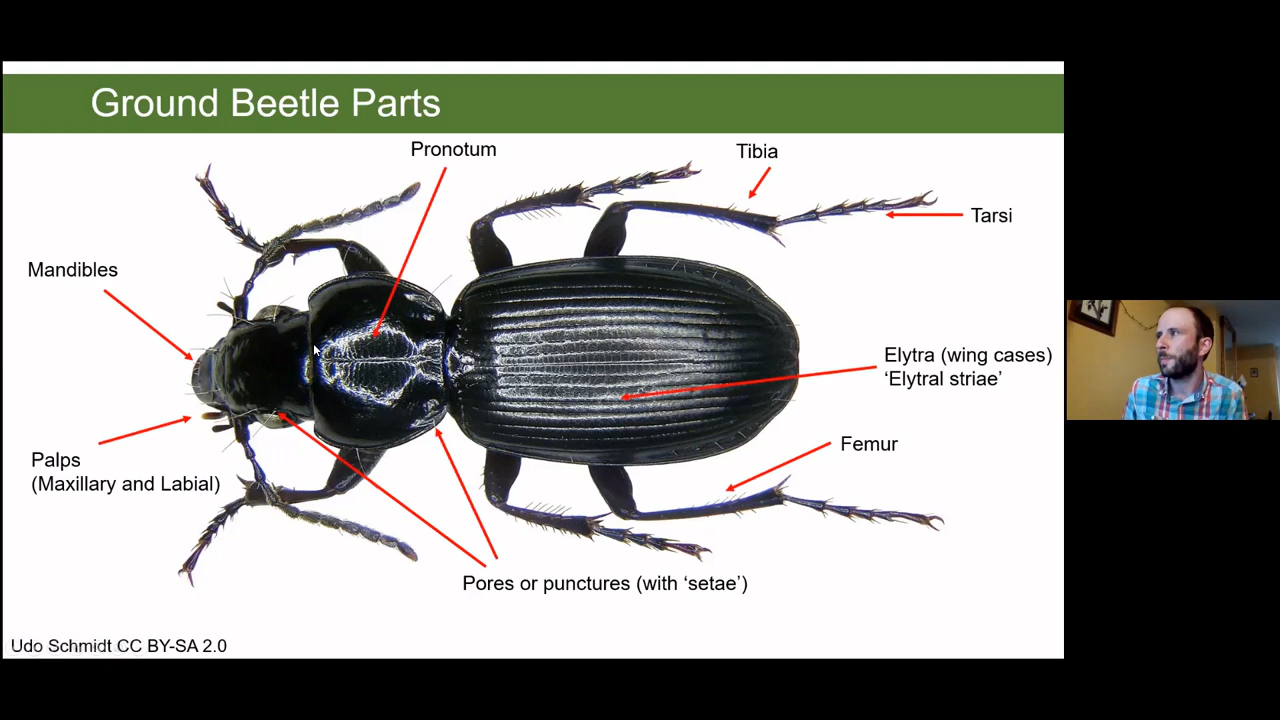 Ground Beetle Parts
Pronotum
Tibia
Tarsi
Mandibles
Elytra (wing cases)
‘Elytral striae’
Femur
Palps
(Maxillary and Labial)
Pores or punctures (with ‘setae’)
Udo Schmidt CC BY-SA 2.0